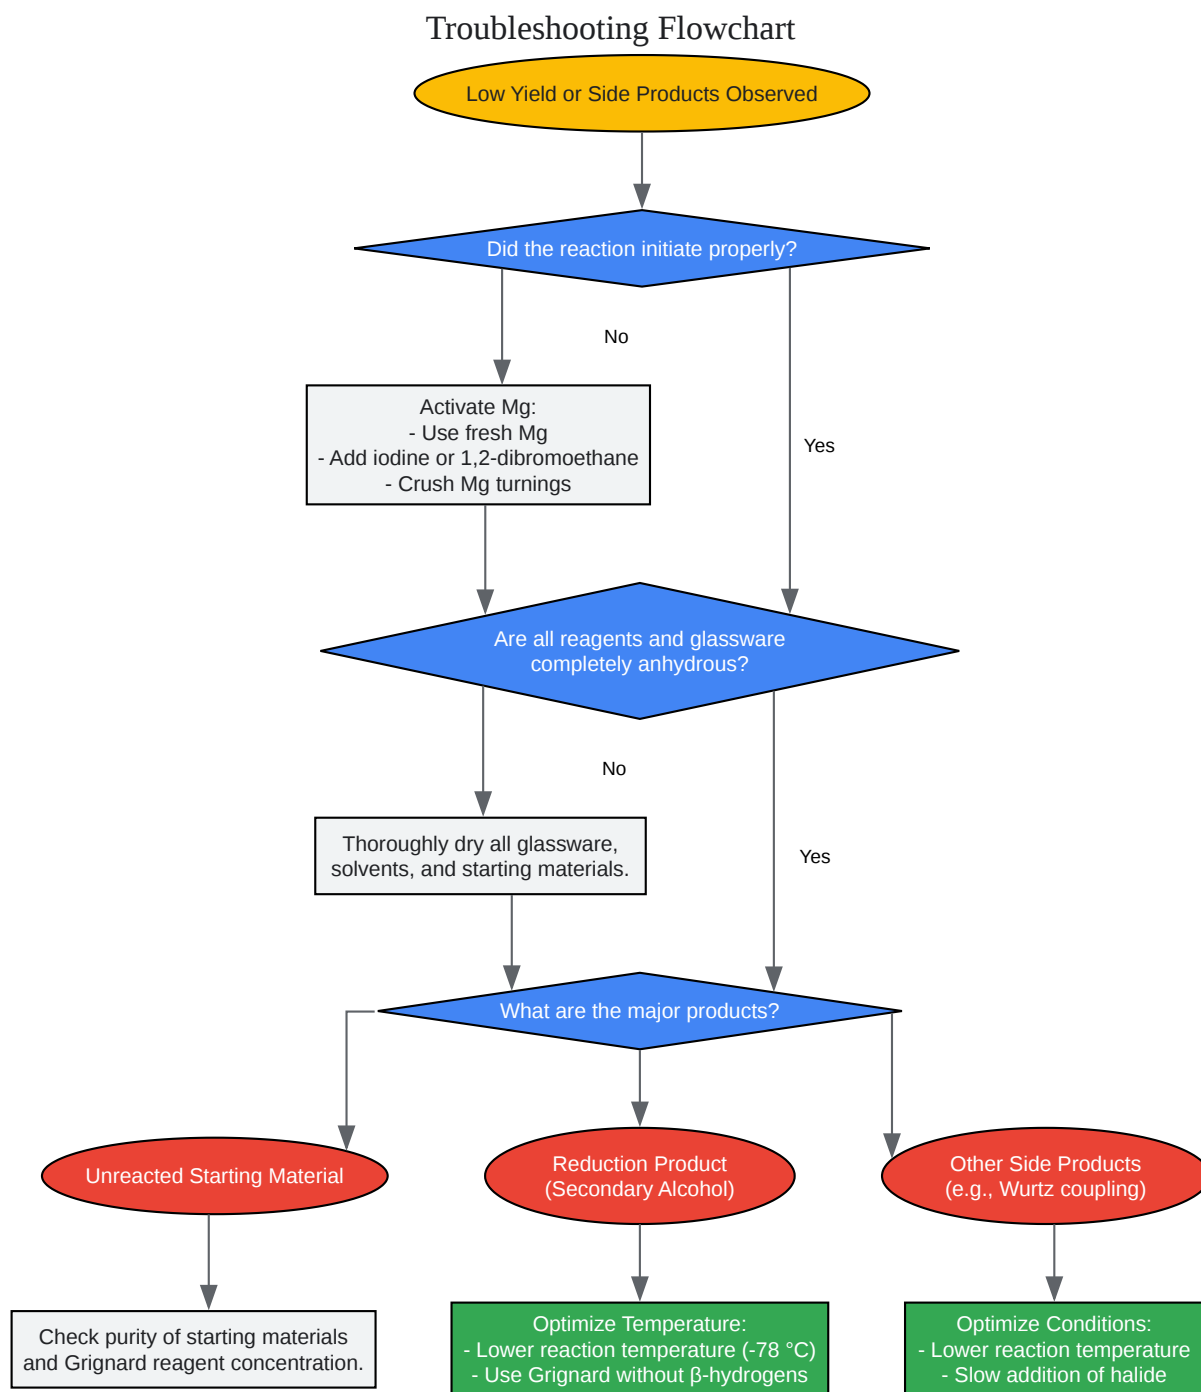 Troubleshooting Flowchart
Low Yield or Side Products Observed
Did the reaction initiate properly?
No
Activate Mg:
- Use fresh Mg
- Add iodine or 1,2-dibromoethane
- Crush Mg turnings
Yes
Are all reagents and glassware
completely anhydrous?
No
Thoroughly dry all glassware,
solvents, and starting materials.
Yes
What are the major products?
Unreacted Starting Material
Reduction Product
(Secondary Alcohol)
Other Side Products
(e.g., Wurtz coupling)
Check purity of starting materials
and Grignard reagent concentration.
Optimize Temperature:
- Lower reaction temperature (-78 °C)
- Use Grignard without β-hydrogens
Optimize Conditions:
- Lower reaction temperature
- Slow addition of halide